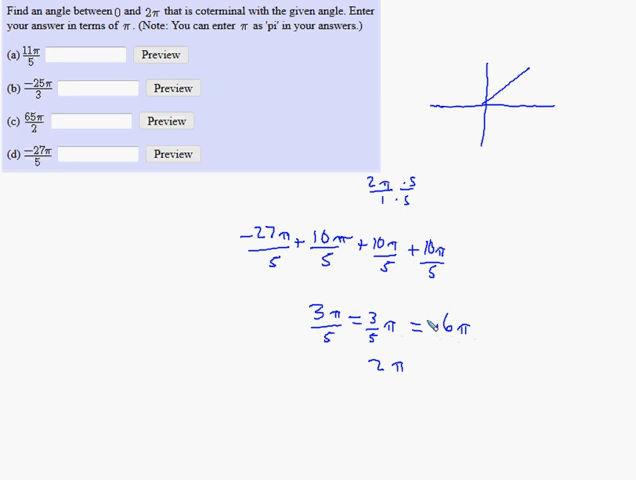 Find an angle between 0 and 2π that is coterminal with the given angle. Enter
your answer in terms of π. (Note: You can enter π as 'pi' in your answers.)
(a) 11π/5 Preview
(b) −25π/3 Preview
(c) 65π/2 Preview
(d) −27π/5 Preview
2π/1 · 5/5
−27π/5 + 10π/5 + 10π/5 + 10π/5
3π/5 = 3/5 π = .6π
2π